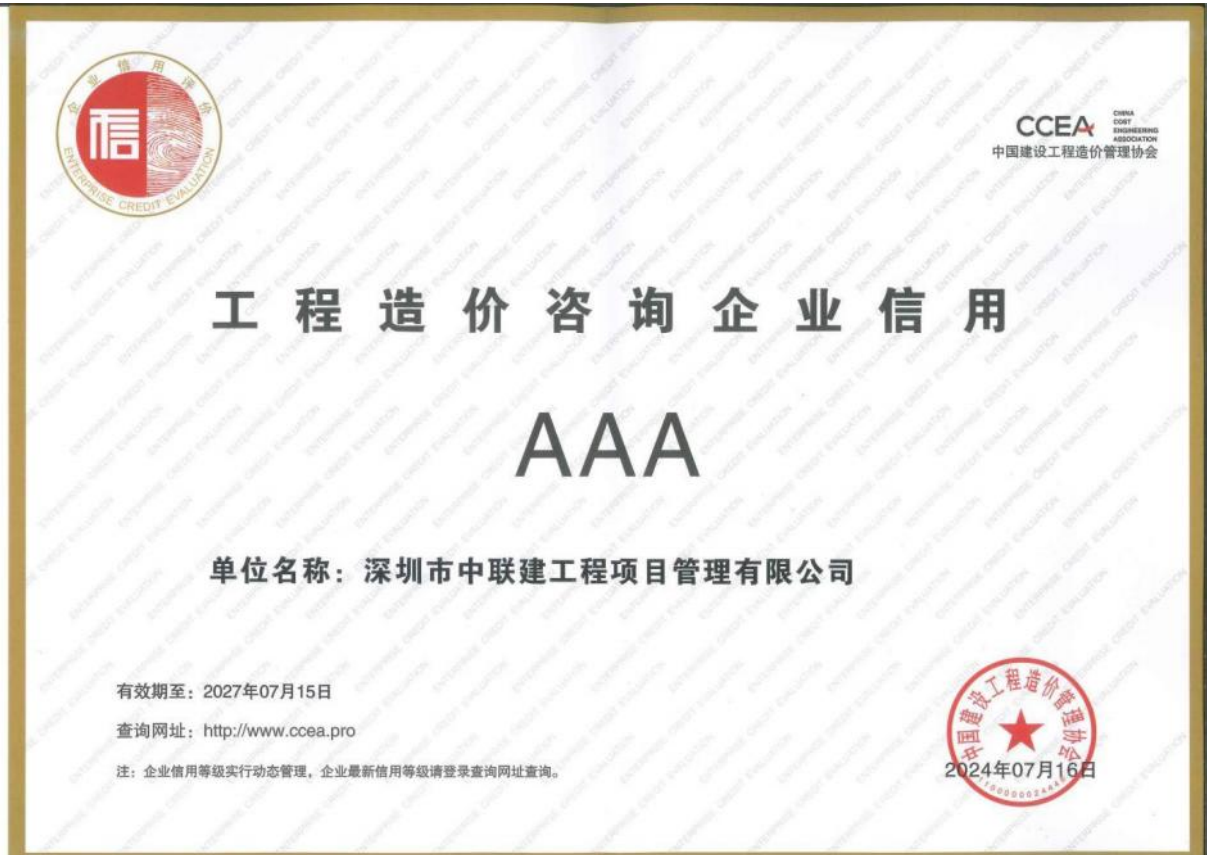 企业信用评价
信
ENTERPRISE CREDIT EVALUATION
CCEA
CHINA
COST
ENGINEERING
ASSOCIATION
中国建设工程造价管理协会
工程造价咨询企业信用
AAA
单位名称：深圳市中联建工程项目管理有限公司
有效期至：2027年07月15日
查询网址：http://www.ccea.pro
注：企业信用等级实行动态管理，企业最新信用等级请登录查询网址查询。
中国建设工程造价管理协会
2024年07月16日